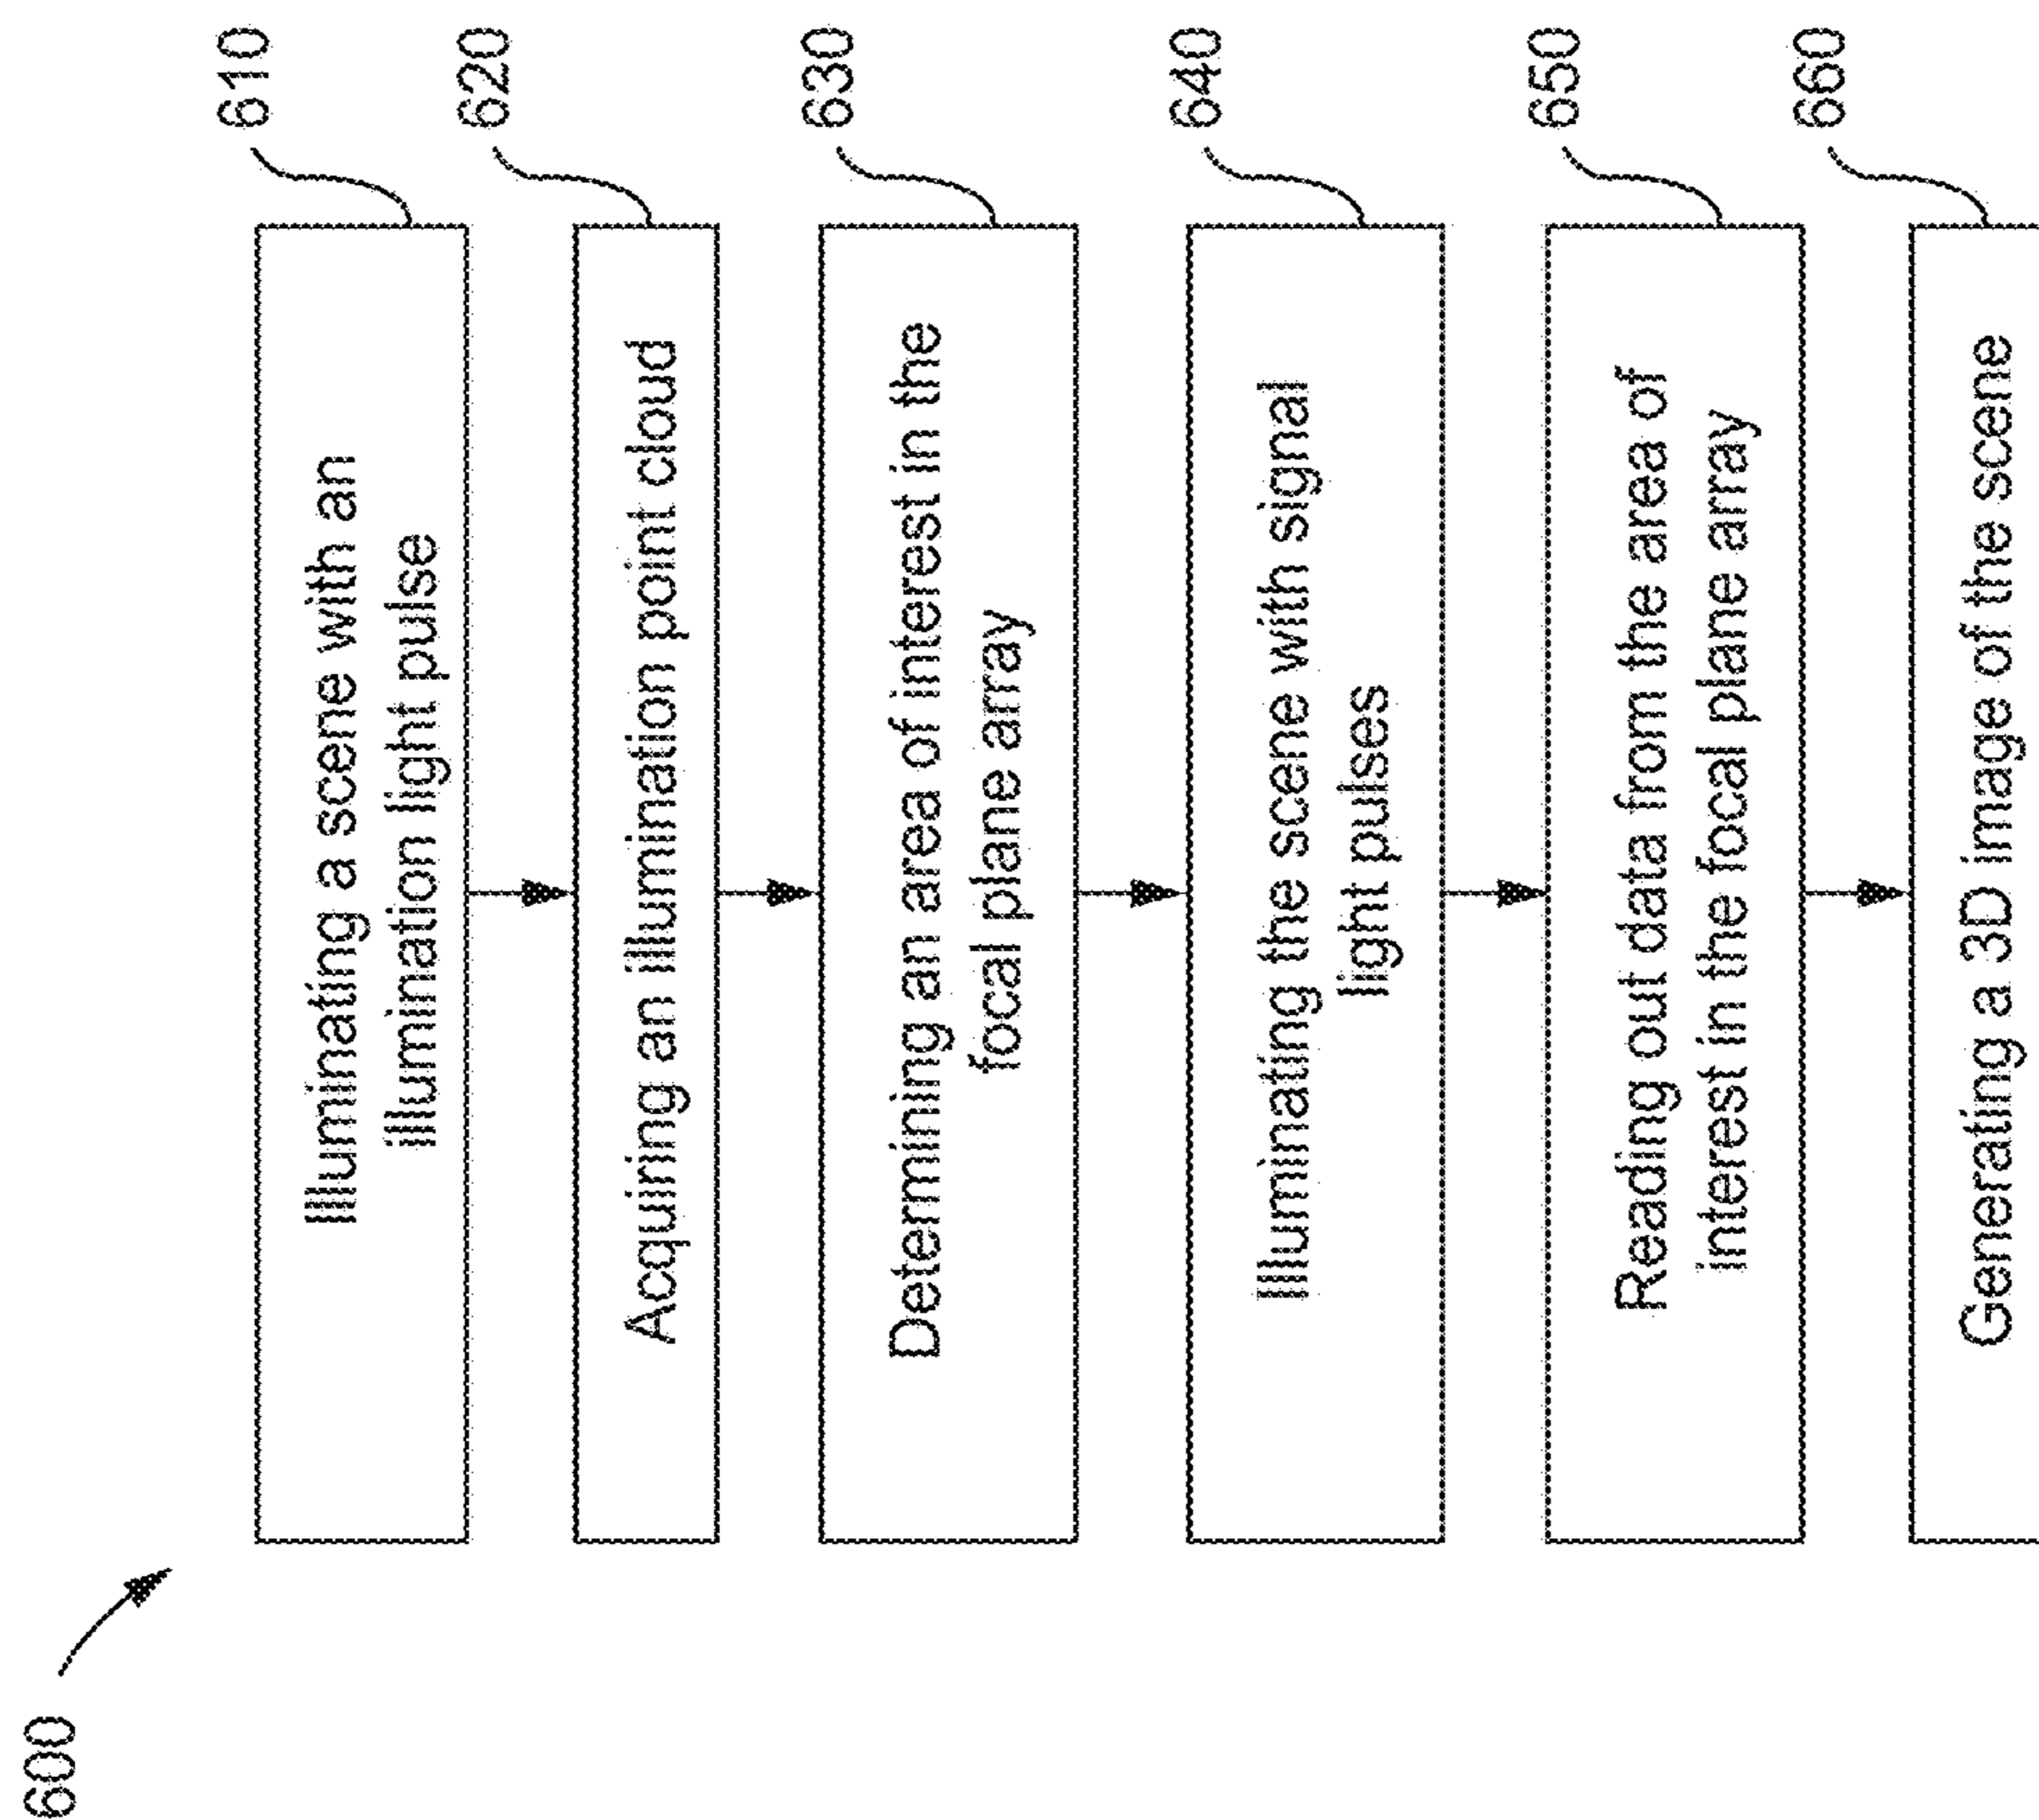 600
610
Illuminating a scene with an
illumination light pulse
620
Acquiring an illumination point cloud
630
Determining an area of interest in the
focal plane array
640
Illuminating the scene with signal
light pulses
650
Reading out data from the area of
interest in the focal plane array
660
Generating a 3D image of the scene